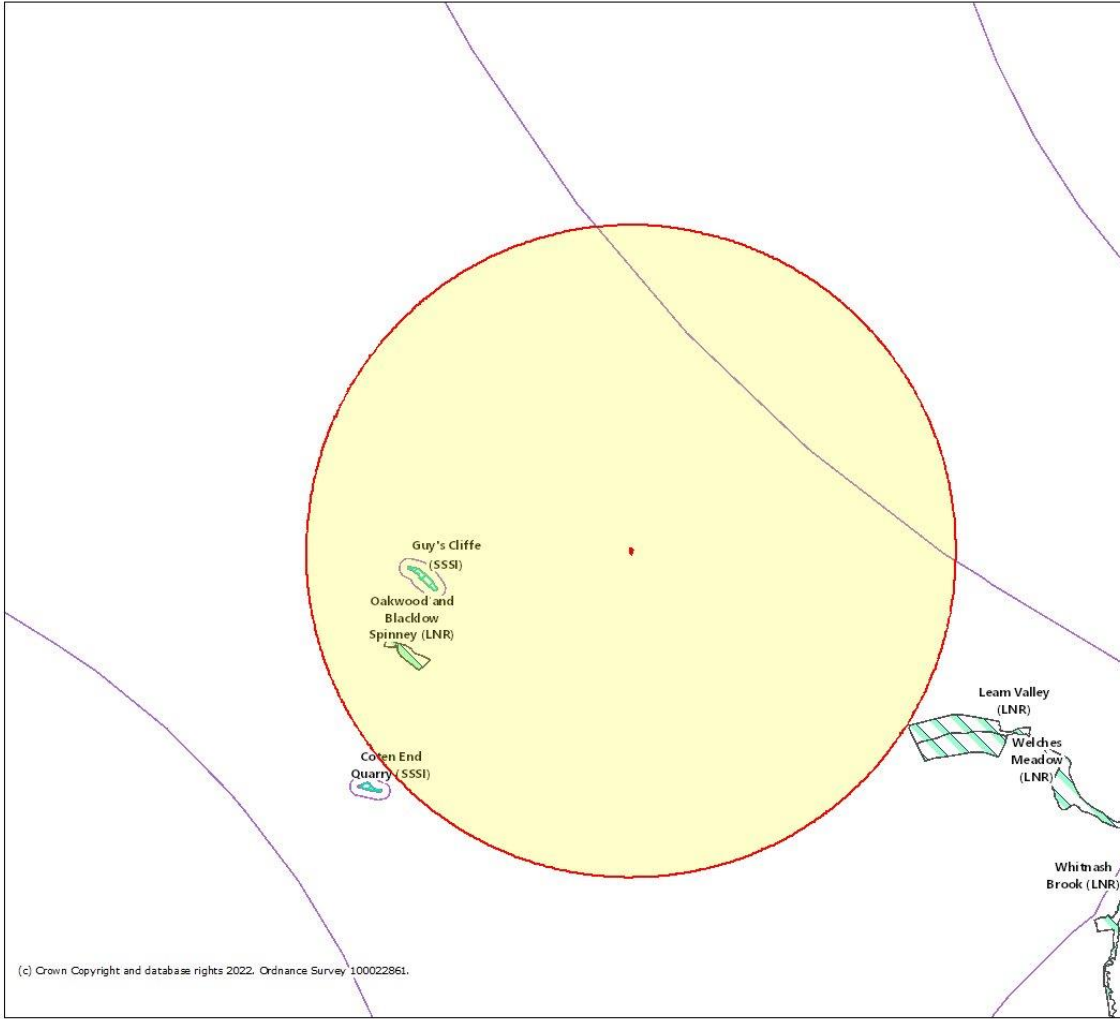 Guy's Cliffe
(SSSI)
Oakwood and
Blacklow
Spinney (LNR)
Leam Valley
(LNR)
Welches
Meadow
(LNR)
Coten End
Quarry (SSSI)
Whitnash
Brook (LNR)
(c) Crown Copyright and database rights 2022. Ordnance Survey 100022861.